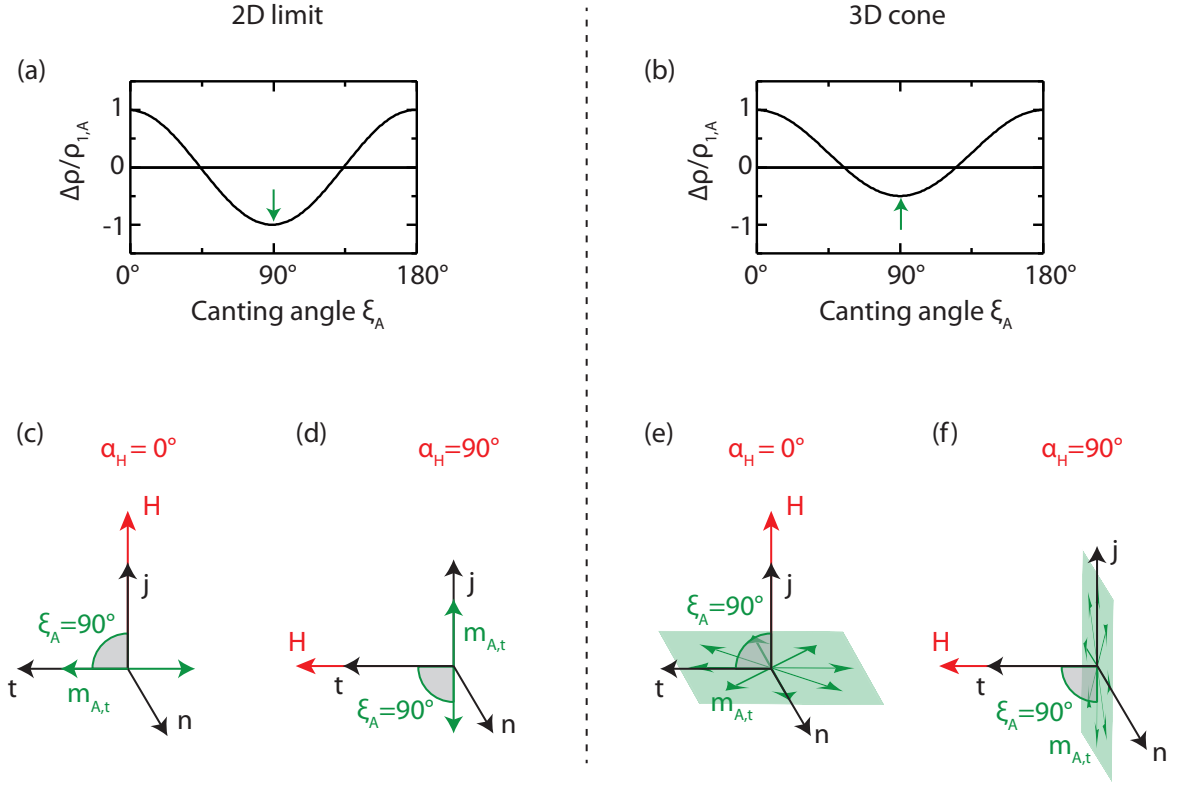 2D limit
3D cone
(a)
(b)
Δρ/ρ1,A
1
0
-1
0° 90° 180°
Canting angle ξA
Δρ/ρ1,A
1
0
-1
0° 90° 180°
Canting angle ξA
(c)
αH = 0°
H
j
ξA=90°
t
mA,t
n
(d)
αH=90°
j
mA,t
H
t
ξA=90°
n
(e)
αH = 0°
H
j
ξA=90°
t
mA,t
n
(f)
αH=90°
j
H
t
ξA=90°
mA,t
n